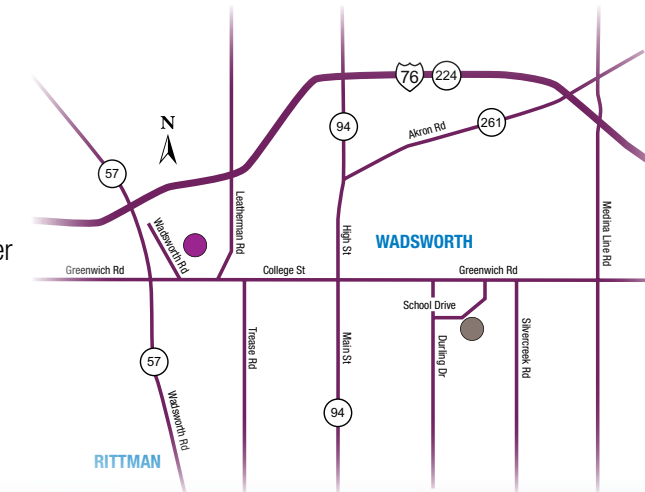 76
224
94
261
Akron Rd
N
57
Leatherman Rd
Wadsworth Rd
High St
WADSWORTH
Medina Line Rd
er
Greenwich Rd
College St
Greenwich Rd
School Drive
Trease Rd
Main St
Durling Dr
Silvercreek Rd
57
Wadsworth Rd
94
RITTMAN